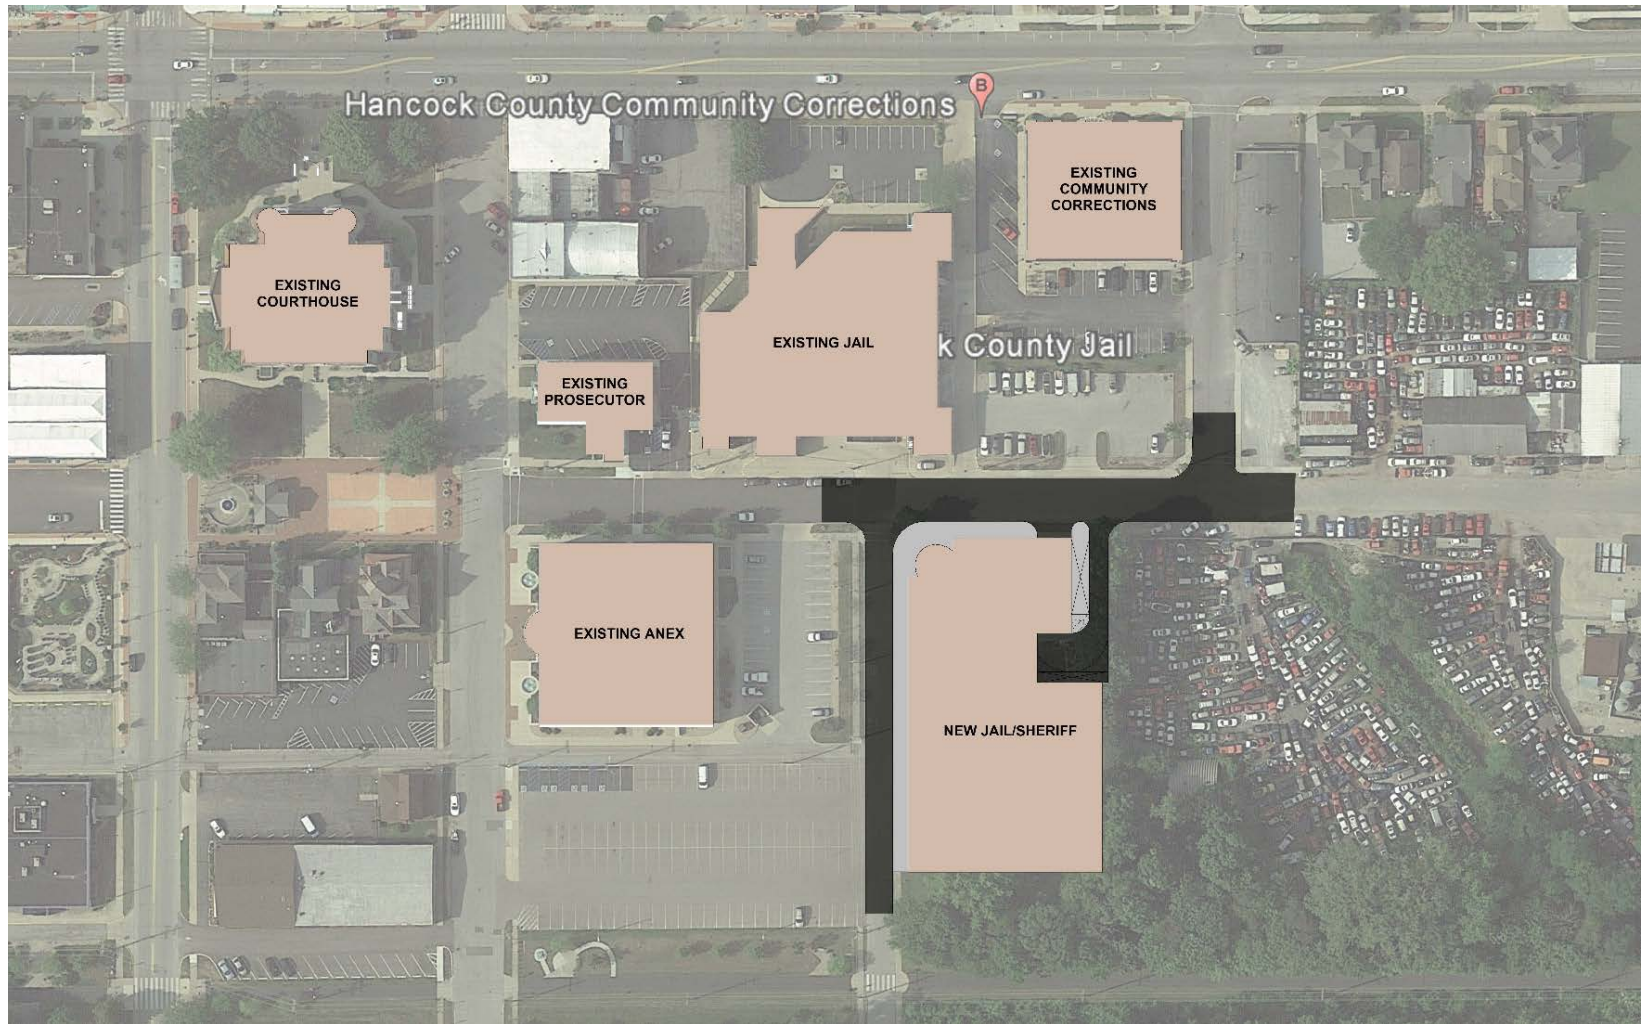 B
Hancock County Community Corrections
EXISTING
COMMUNITY
CORRECTIONS
EXISTING
COURTHOUSE
EXISTING JAIL
k County Jail
EXISTING
PROSECUTOR
EXISTING ANEX
NEW JAIL/SHERIFF